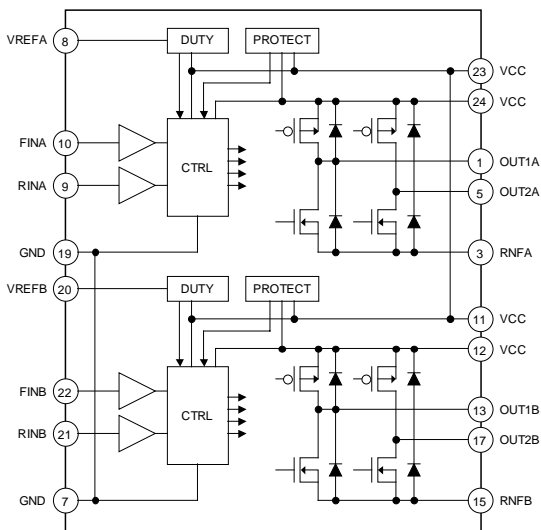 VREFA 8 DUTY PROTECT
23 VCC
24 VCC
FINA 10
1 OUT1A
CTRL
RINA 9
5 OUT2A
GND 19
3 RNFA
VREFB 20 DUTY PROTECT
11 VCC
12 VCC
FINB 22
13 OUT1B
CTRL
RINB 21
17 OUT2B
GND 7
15 RNFB